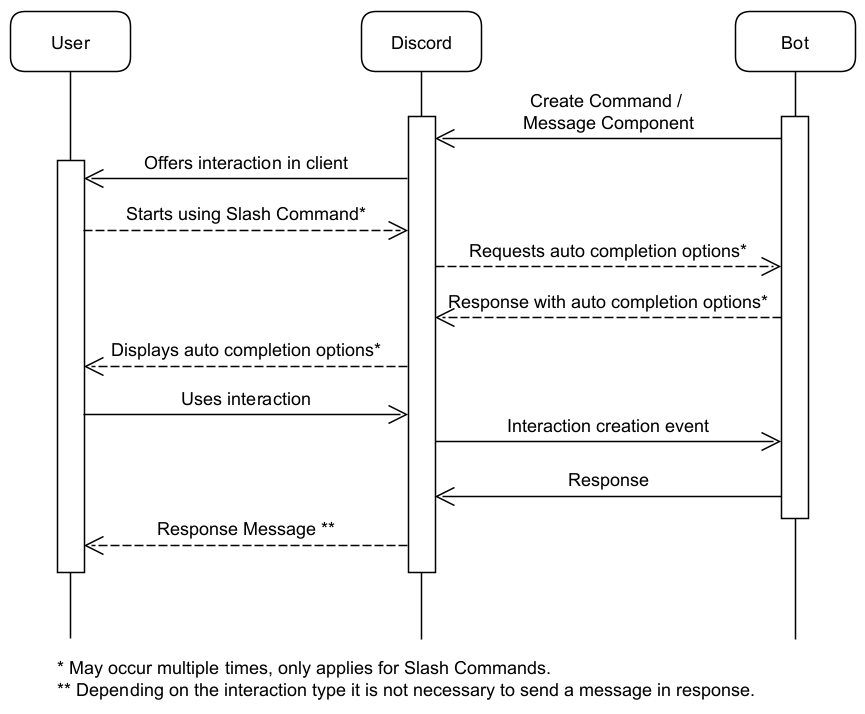 User
Discord
Bot
Create Command /
Message Component
Offers interaction in client
Starts using Slash Command*
Requests auto completion options*
Response with auto completion options*
Displays auto completion options*
Uses interaction
Interaction creation event
Response
Response Message **
* May occur multiple times, only applies for Slash Commands.
** Depending on the interaction type it is not necessary to send a message in response.